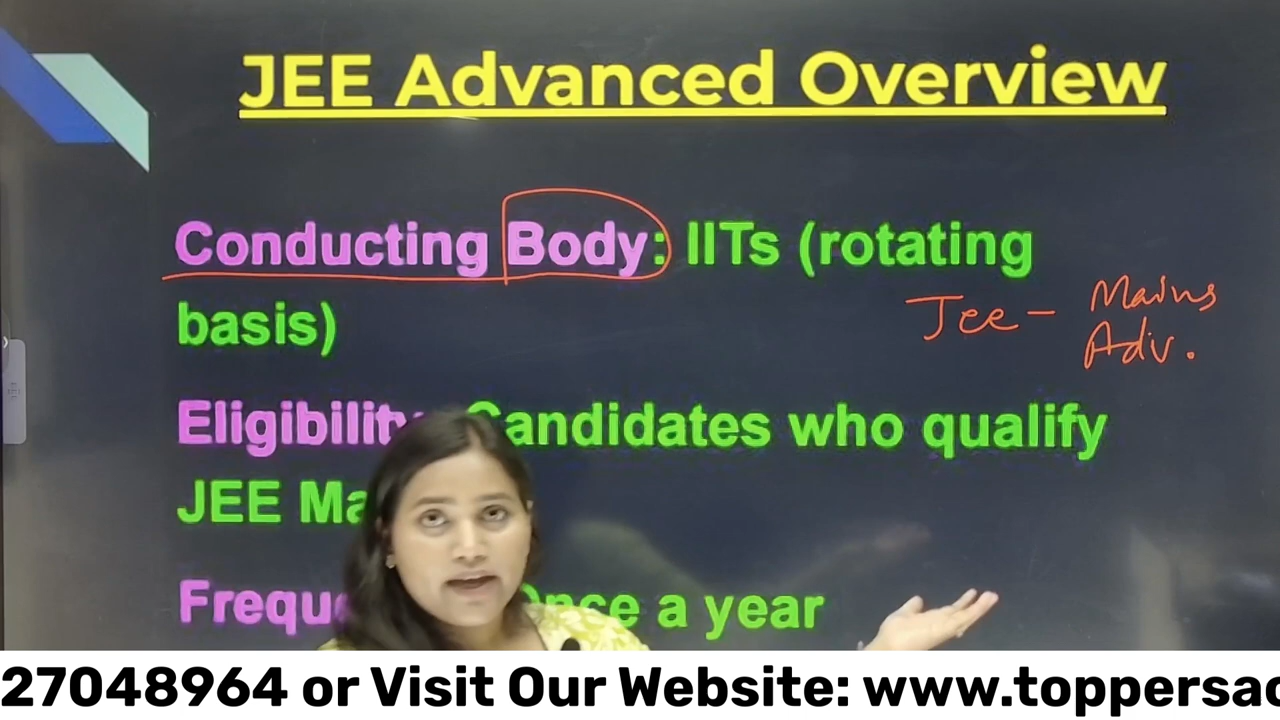 JEE Advanced Overview
Conducting Body: IITs (rotating
basis)
Jee - Mains
Adv.
Eligibility Candidates who qualify
JEE Ma
Freque Once a year
27048964 or Visit Our Website: www.toppersac